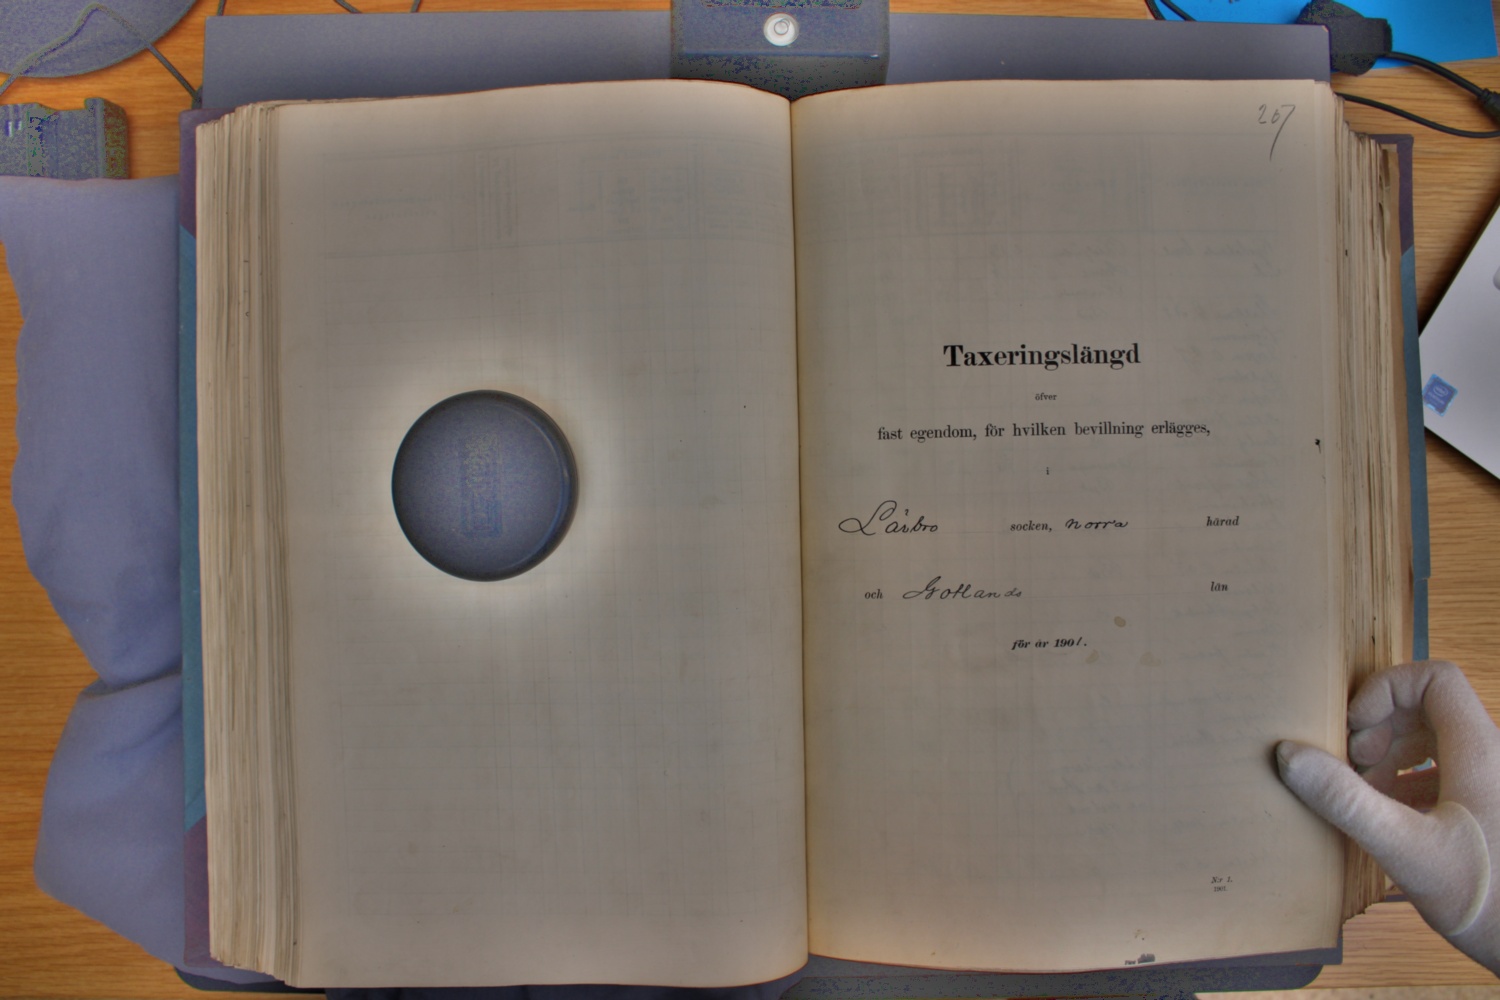 207
Taxeringslängd
öfver
fast egendom, för hvilken bevillning erlägges,
i
Lärbro socken, norra härad
och Gotlands län
för år 1901.
Nr 1.
1901.